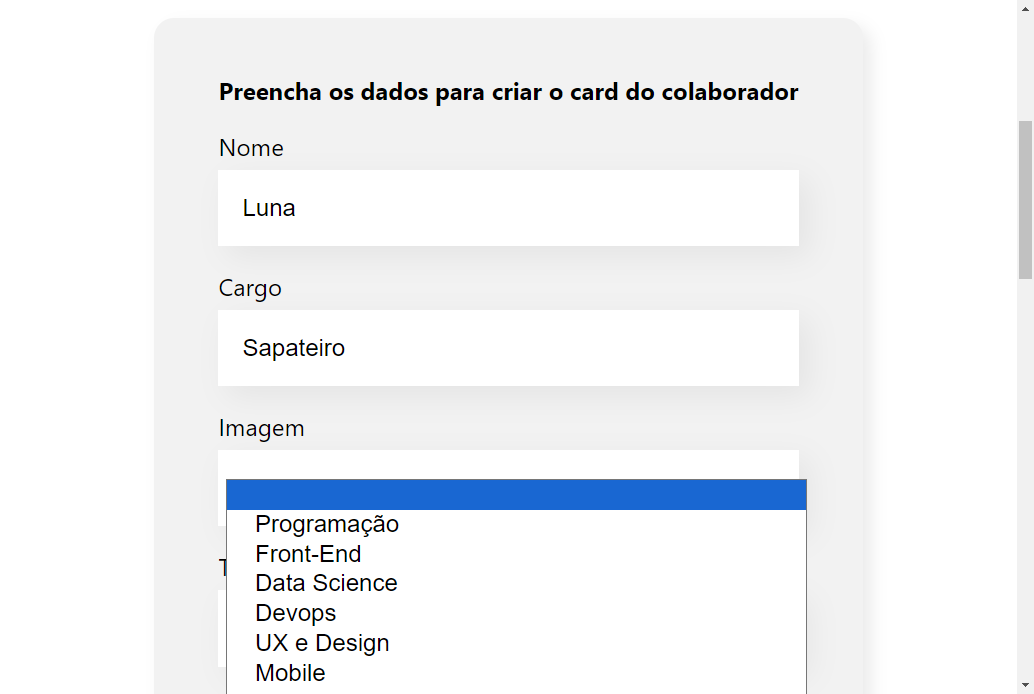 Preencha os dados para criar o card do colaborador
Nome
Luna
Cargo
Sapateiro
Imagem
Programação
Front-End
Data Science
Devops
UX e Design
Mobile